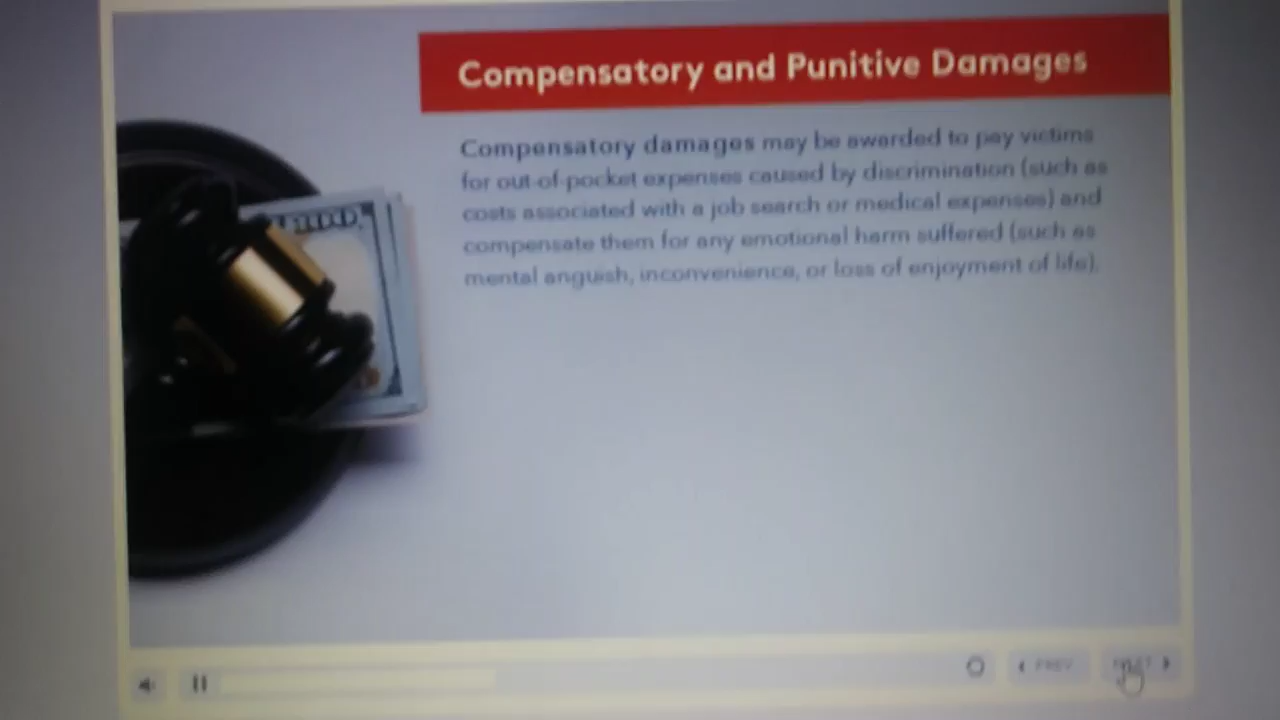 Compensatory and Punitive Damages
Compensatory damages may be awarded to pay victims
for out-of-pocket expenses caused by discrimination (such as
costs associated with a job search or medical expenses) and
compensate them for any emotional harm suffered (such as
mental anguish, inconvenience, or loss of enjoyment of life).
PREV